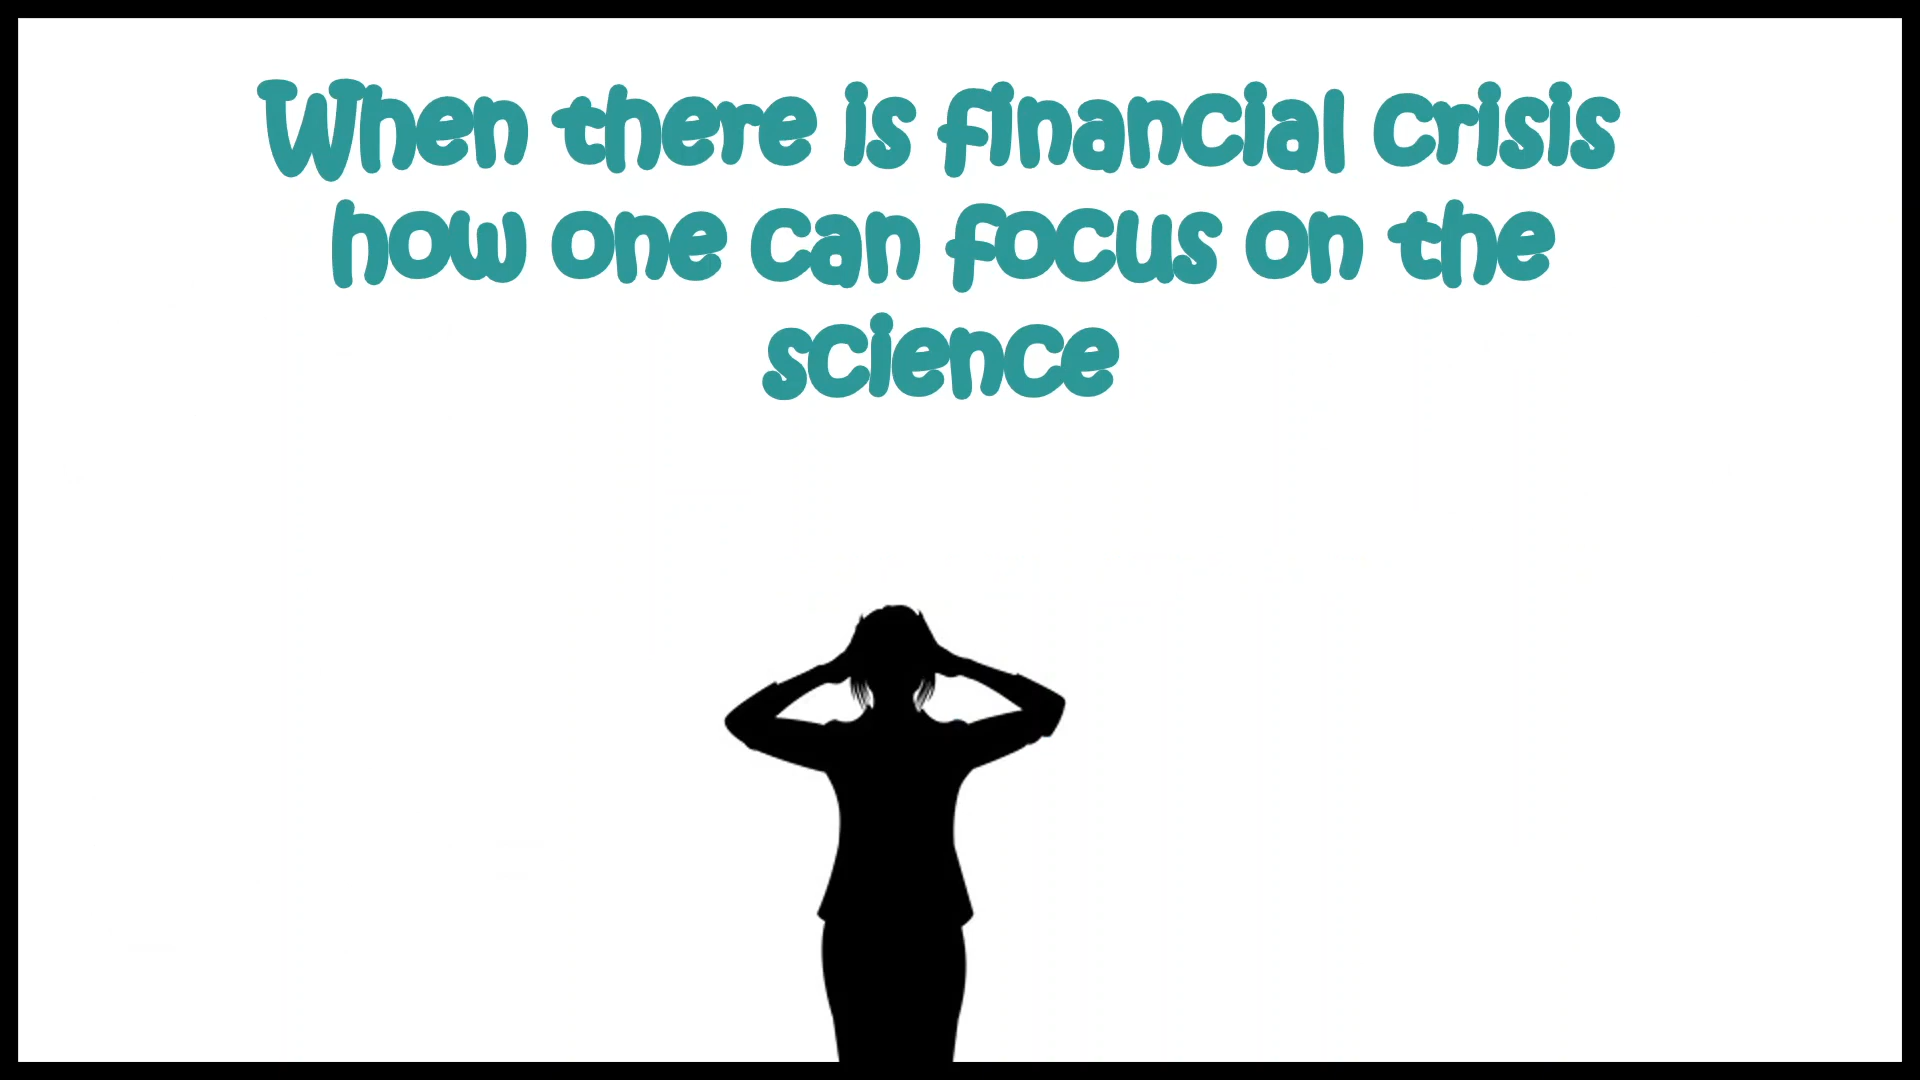 When there is financial crisis
how one can focus on the
science